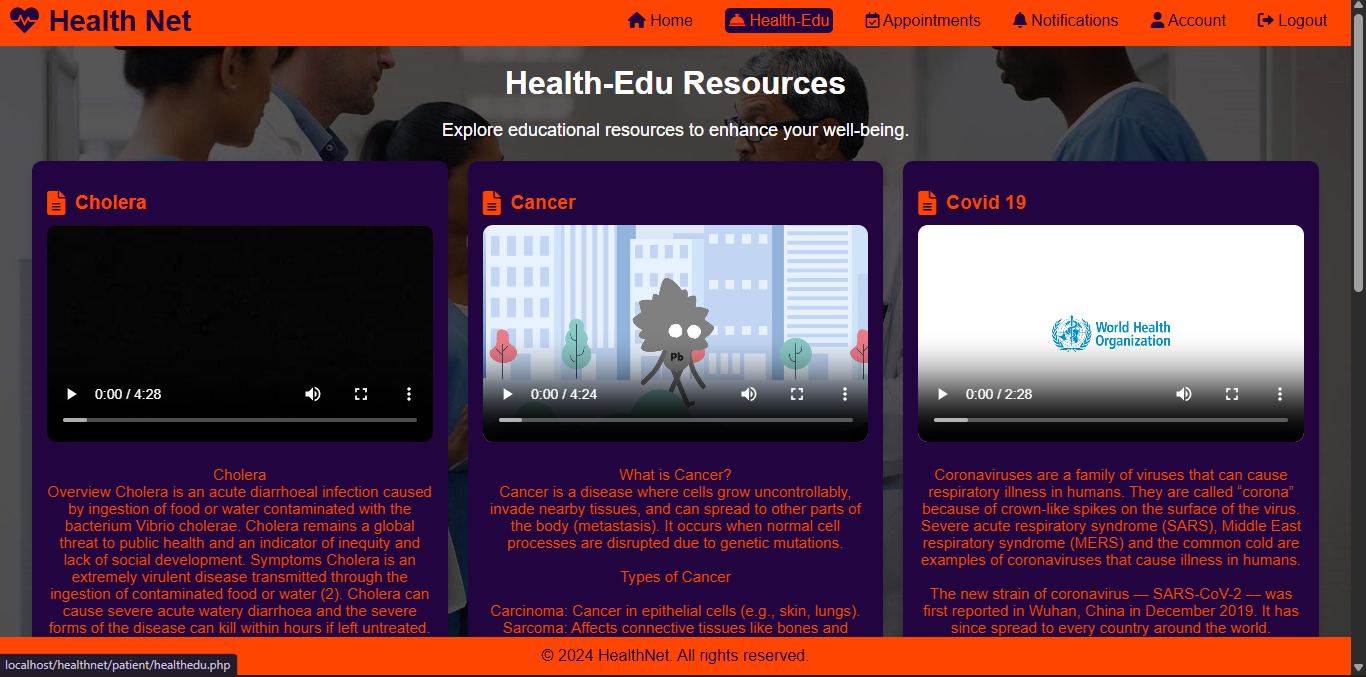 Health Net
Home
Health-Edu
Appointments
Notifications
Account
Logout
Health-Edu Resources
Explore educational resources to enhance your well-being.
Cholera
0:00 / 4:28
Cholera
Overview Cholera is an acute diarrhoeal infection caused
by ingestion of food or water contaminated with the
bacterium Vibrio cholerae. Cholera remains a global
threat to public health and an indicator of inequity and
lack of social development. Symptoms Cholera is an
extremely virulent disease transmitted through the
ingestion of contaminated food or water (2). Cholera can
cause severe acute watery diarrhoea and the severe
forms of the disease can kill within hours if left untreated.
Cancer
Pb
0:00 / 4:24
What is Cancer?
Cancer is a disease where cells grow uncontrollably,
invade nearby tissues, and can spread to other parts of
the body (metastasis). It occurs when normal cell
processes are disrupted due to genetic mutations.
Types of Cancer
Carcinoma: Cancer in epithelial cells (e.g., skin, lungs).
Sarcoma: Affects connective tissues like bones and
Covid 19
World Health
Organization
0:00 / 2:28
Coronaviruses are a family of viruses that can cause
respiratory illness in humans. They are called “corona”
because of crown-like spikes on the surface of the virus.
Severe acute respiratory syndrome (SARS), Middle East
respiratory syndrome (MERS) and the common cold are
examples of coronaviruses that cause illness in humans.
The new strain of coronavirus — SARS-CoV-2 — was
first reported in Wuhan, China in December 2019. It has
since spread to every country around the world.
© 2024 HealthNet. All rights reserved.
localhost/healthnet/patient/healthedu.php